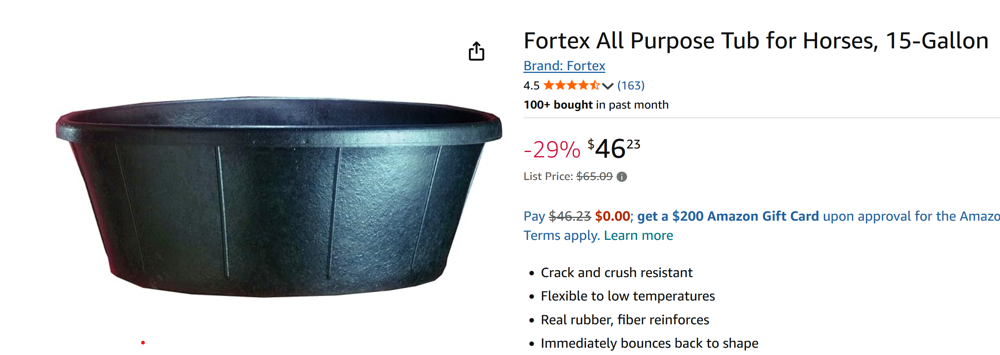 Fortex All Purpose Tub for Horses, 15-Gallon
Brand: Fortex
4.5 (163)
100+ bought in past month
-29% $46 23
List Price: $65.09
Pay $46.23 $0.00; get a $200 Amazon Gift Card upon approval for the Amazo
Terms apply. Learn more
Crack and crush resistant
Flexible to low temperatures
Real rubber, fiber reinforces
Immediately bounces back to shape